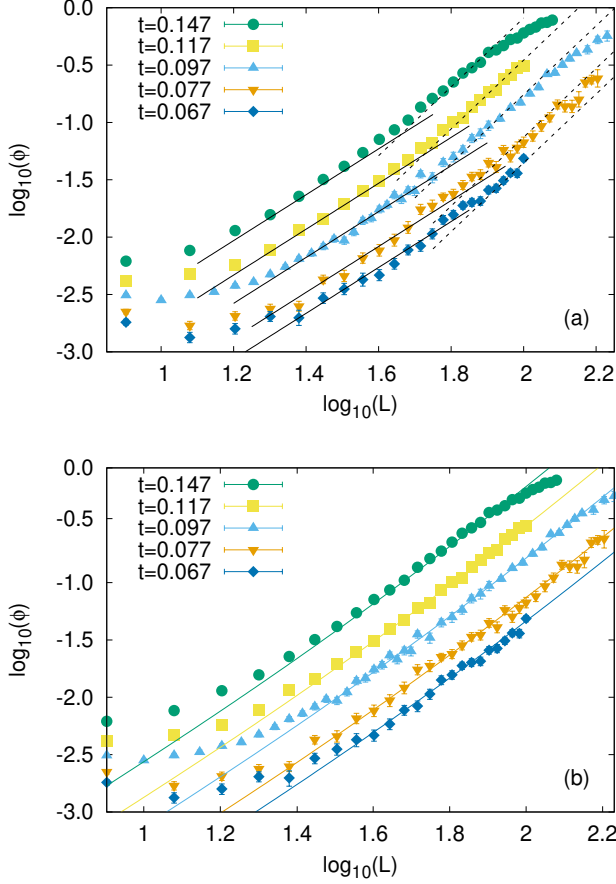 0.0
-0.5
-1.0
-1.5
-2.0
-2.5
-3.0
log10(ϕ)
t=0.147
t=0.117
t=0.097
t=0.077
t=0.067
(a)
1 1.2 1.4 1.6 1.8 2 2.2
log10(L)
0.0
-0.5
-1.0
-1.5
-2.0
-2.5
-3.0
log10(ϕ)
t=0.147
t=0.117
t=0.097
t=0.077
t=0.067
(b)
1 1.2 1.4 1.6 1.8 2 2.2
log10(L)